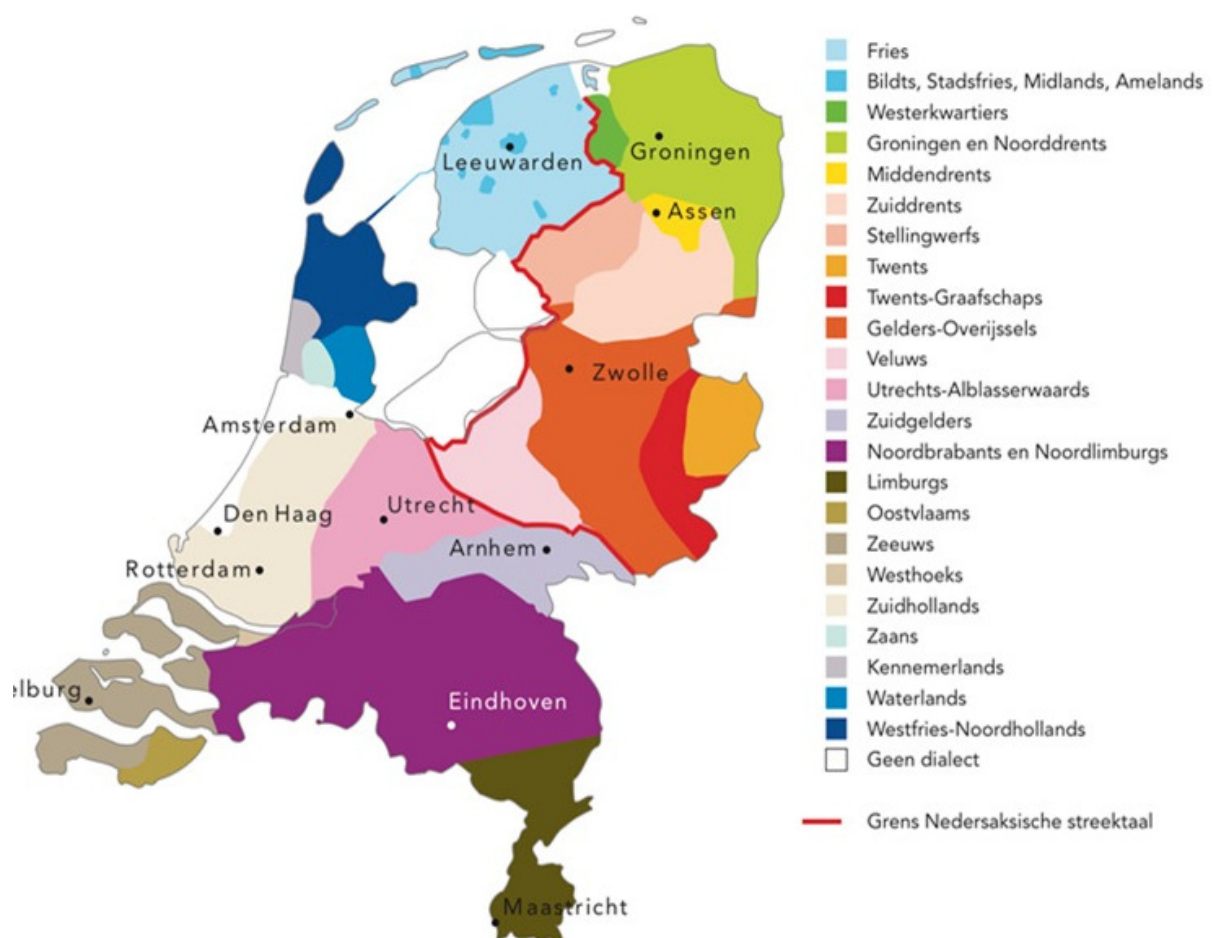 Leeuwarden
Groningen
Assen
Zwolle
Amsterdam
Den Haag
Utrecht
Arnhem
Rotterdam
elburg
Eindhoven
Maastricht
Fries
Bildts, Stadsfries, Midlands, Amelands
Westerkwartiers
Groningen en Noorddrents
Middendrents
Zuiddrents
Stellingwerfs
Twents
Twents-Graafschaps
Gelders-Overijssels
Veluws
Utrechts-Alblasserwaards
Zuidgelders
Noordbrabants en Noordlimburgs
Limburgs
Oostvlaams
Zeeuws
Westhoeks
Zuidhollands
Zaans
Kennemerlands
Waterlands
Westfries-Noordhollands
Geen dialect
Grens Nedersaksische streektaal